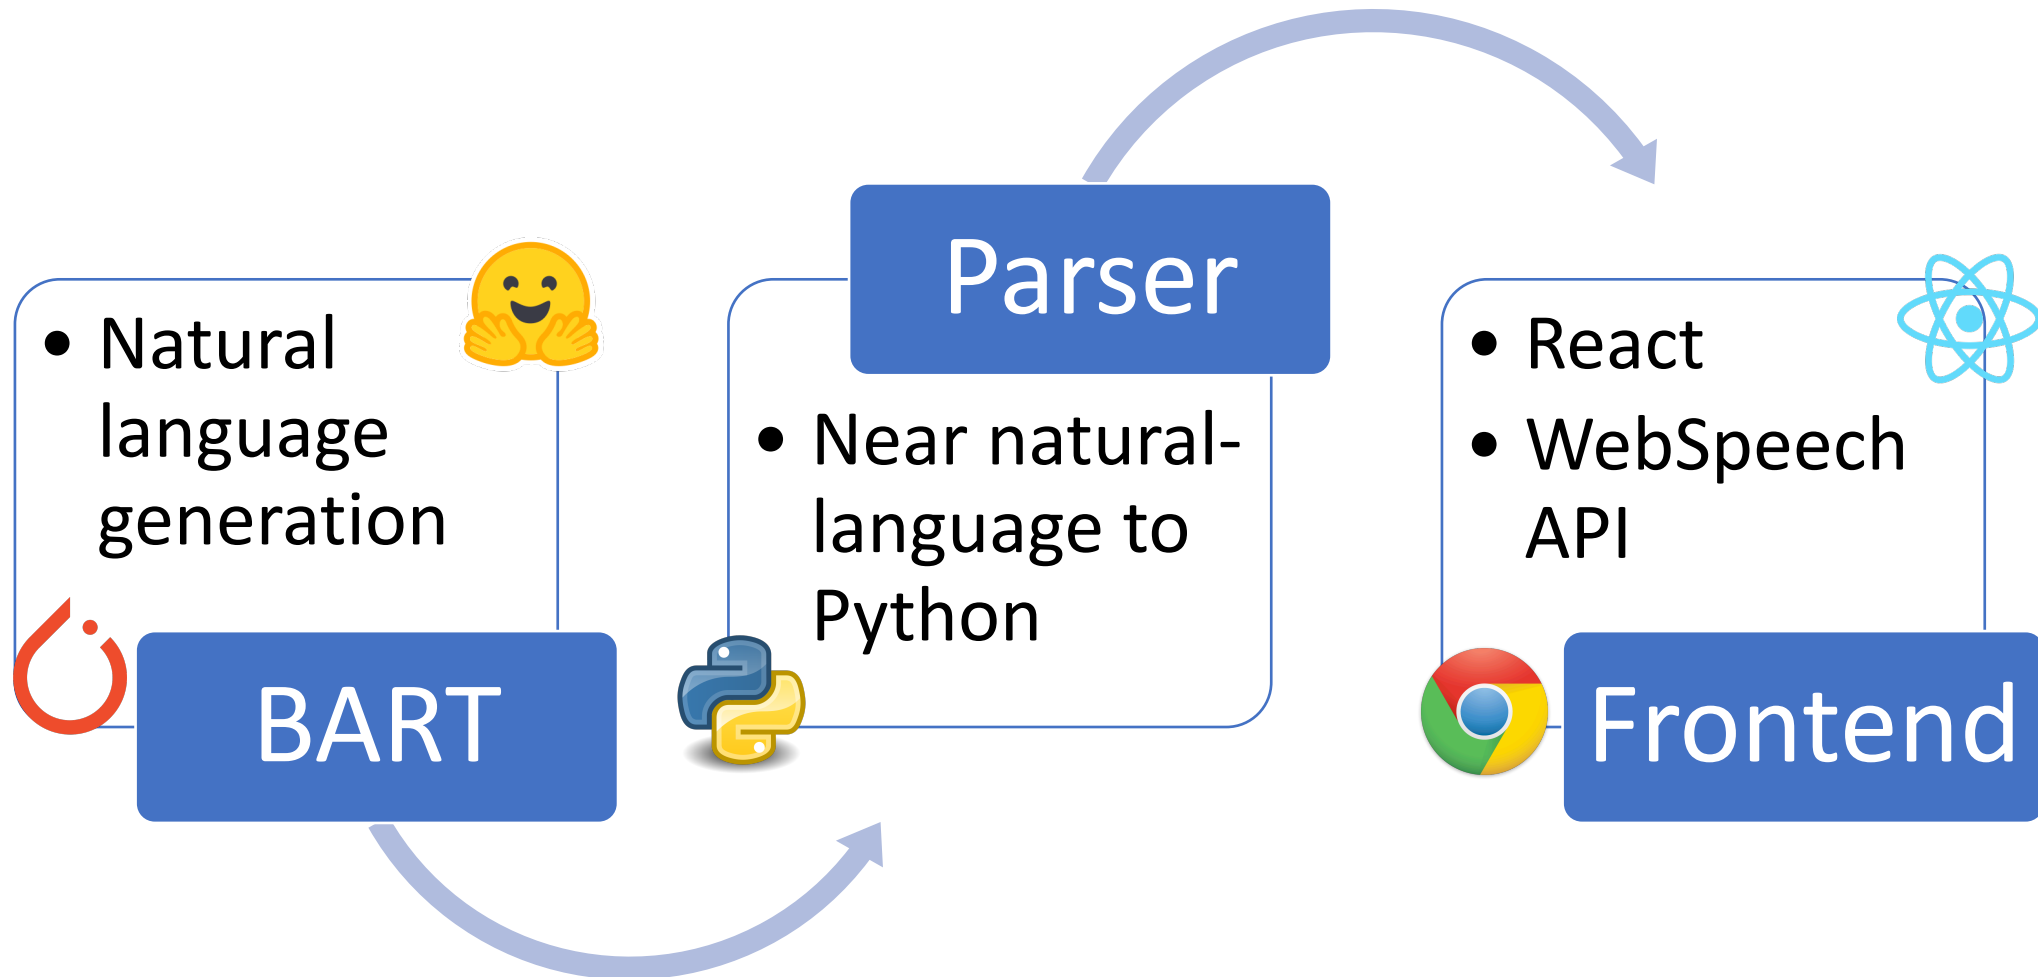 • Natural
language
generation
BART
Parser
• Near natural-
language to
Python
• React
• WebSpeech
API
Frontend